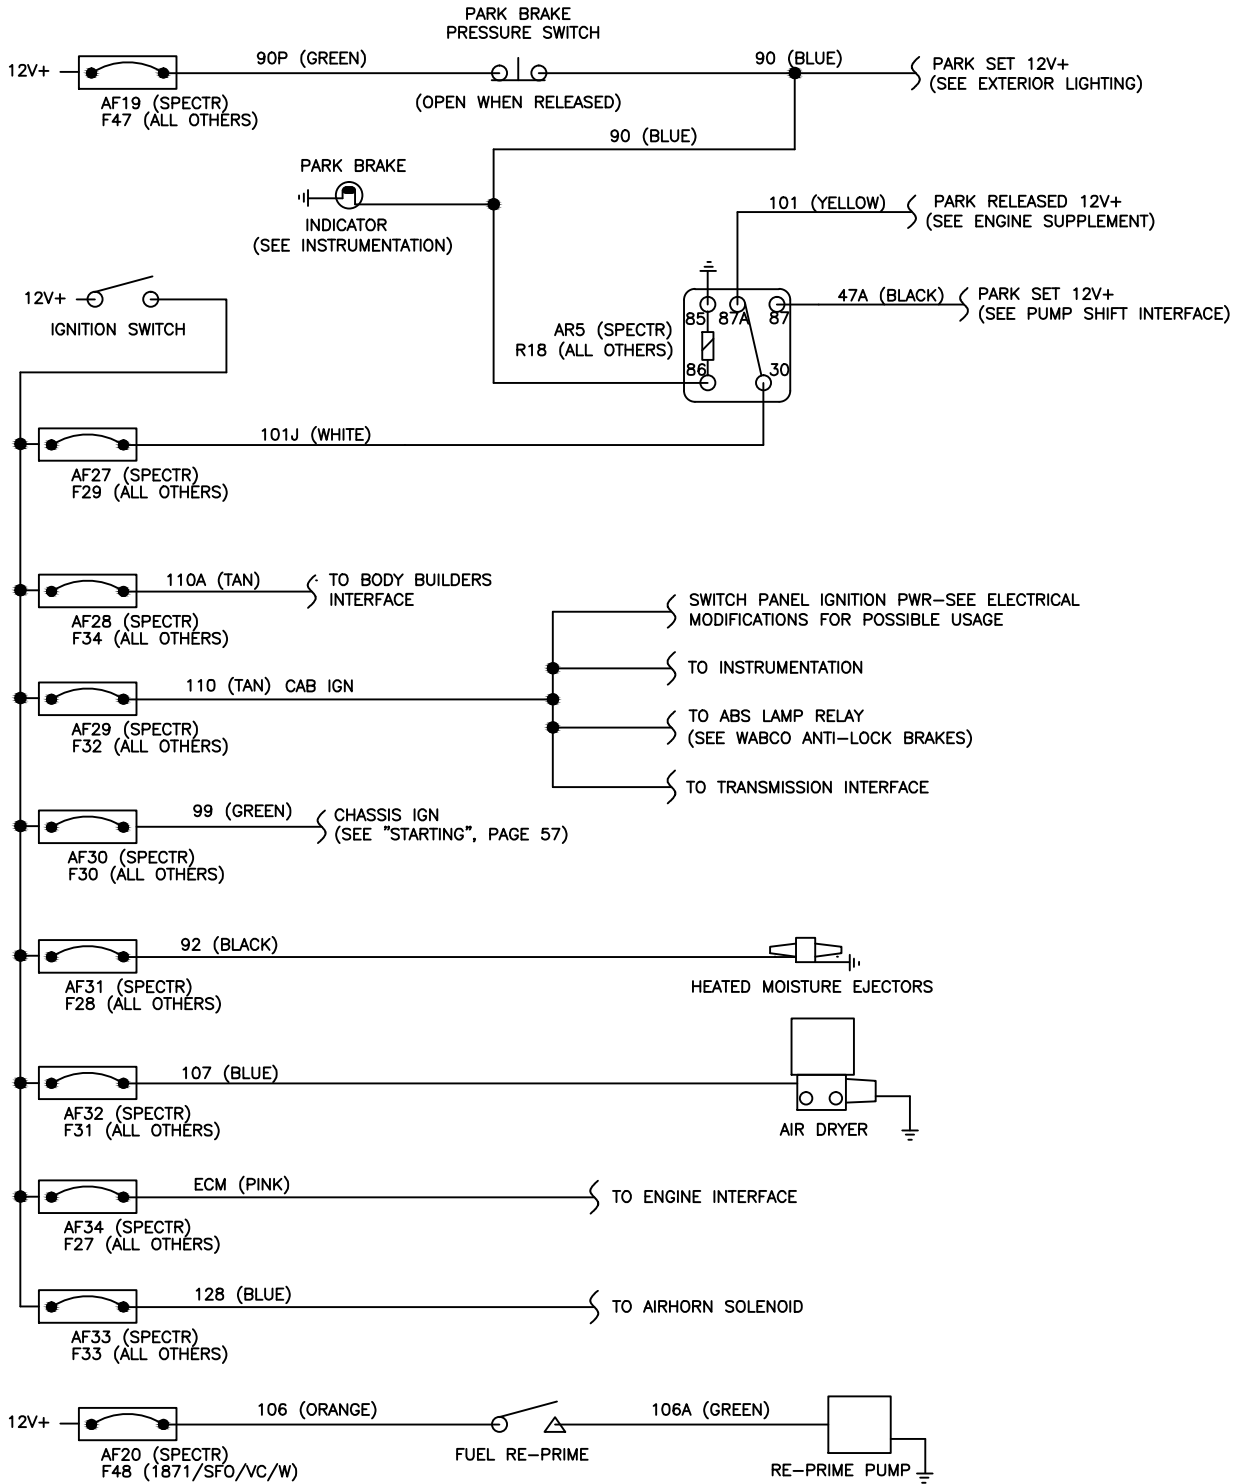 PARK BRAKE
PRESSURE SWITCH
12V+
90P (GREEN)
90 (BLUE)
PARK SET 12V+
(SEE EXTERIOR LIGHTING)
AF19 (SPECTR)
F47 (ALL OTHERS)
(OPEN WHEN RELEASED)
90 (BLUE)
PARK BRAKE
INDICATOR
(SEE INSTRUMENTATION)
101 (YELLOW)
PARK RELEASED 12V+
(SEE ENGINE SUPPLEMENT)
12V+
IGNITION SWITCH
47A (BLACK)
PARK SET 12V+
(SEE PUMP SHIFT INTERFACE)
85 87A 87
AR5 (SPECTR)
R18 (ALL OTHERS)
86 30
101J (WHITE)
AF27 (SPECTR)
F29 (ALL OTHERS)
110A (TAN)
TO BODY BUILDERS
INTERFACE
AF28 (SPECTR)
F34 (ALL OTHERS)
SWITCH PANEL IGNITION PWR-SEE ELECTRICAL
MODIFICATIONS FOR POSSIBLE USAGE
TO INSTRUMENTATION
110 (TAN) CAB IGN
AF29 (SPECTR)
F32 (ALL OTHERS)
TO ABS LAMP RELAY
(SEE WABCO ANTI-LOCK BRAKES)
TO TRANSMISSION INTERFACE
99 (GREEN)
CHASSIS IGN
(SEE "STARTING", PAGE 57)
AF30 (SPECTR)
F30 (ALL OTHERS)
92 (BLACK)
AF31 (SPECTR)
F28 (ALL OTHERS)
HEATED MOISTURE EJECTORS
107 (BLUE)
AF32 (SPECTR)
F31 (ALL OTHERS)
AIR DRYER
ECM (PINK)
TO ENGINE INTERFACE
AF34 (SPECTR)
F27 (ALL OTHERS)
128 (BLUE)
TO AIRHORN SOLENOID
AF33 (SPECTR)
F33 (ALL OTHERS)
12V+
106 (ORANGE)
106A (GREEN)
AF20 (SPECTR)
F48 (1871/SFO/VC/W)
FUEL RE-PRIME
RE-PRIME PUMP